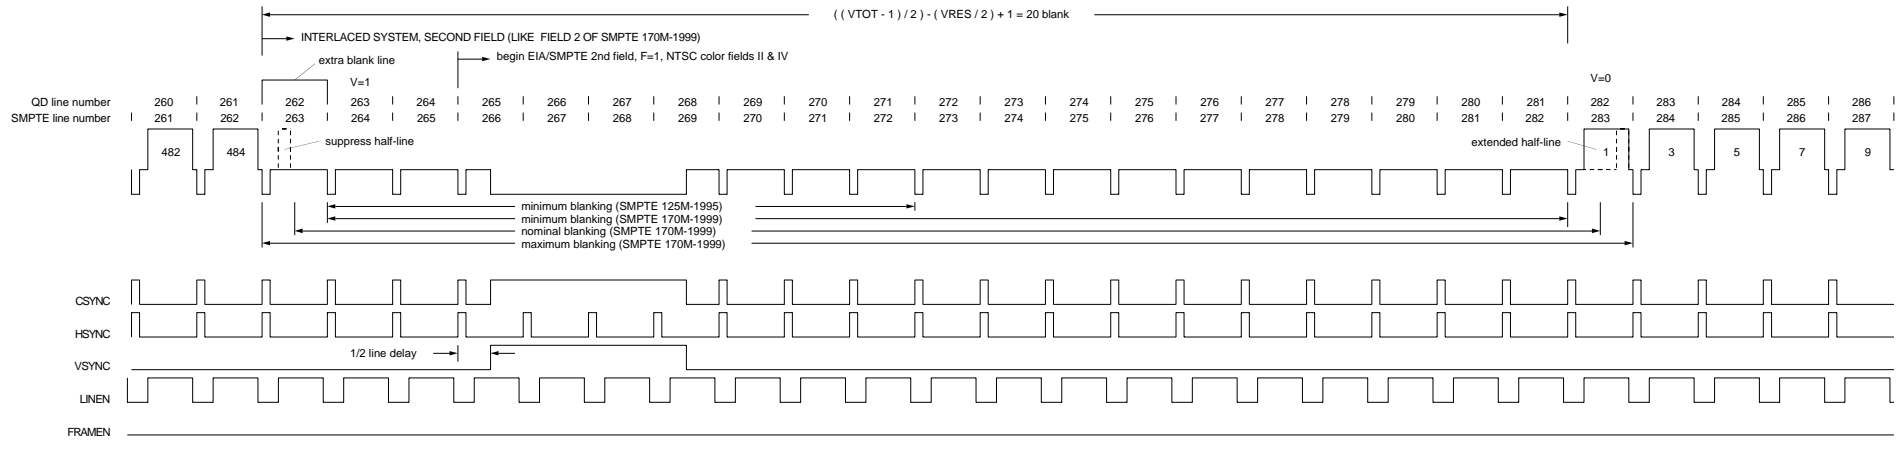 ( ( VTOT - 1 ) / 2 ) - ( VRES / 2 ) + 1 = 20 blank
INTERLACED SYSTEM, SECOND FIELD (LIKE FIELD 2 OF SMPTE 170M-1999)
begin EIA/SMPTE 2nd field, F=1, NTSC color fields II & IV
extra blank line
V=1
V=0
QD line number 260 261 262 263 264 265 266 267 268 269 270 271 272 273 274 275 276 277 278 279 280 281 282 283 284 285 286
SMPTE line number 261 262 263 264 265 266 267 268 269 270 271 272 273 274 275 276 277 278 279 280 281 282 283 284 285 286 287
suppress half-line
extended half-line
482 484 1 3 5 7 9
minimum blanking (SMPTE 125M-1995)
minimum blanking (SMPTE 170M-1999)
nominal blanking (SMPTE 170M-1999)
maximum blanking (SMPTE 170M-1999)
CSYNC
HSYNC
1/2 line delay
VSYNC
LINEN
FRAMEN